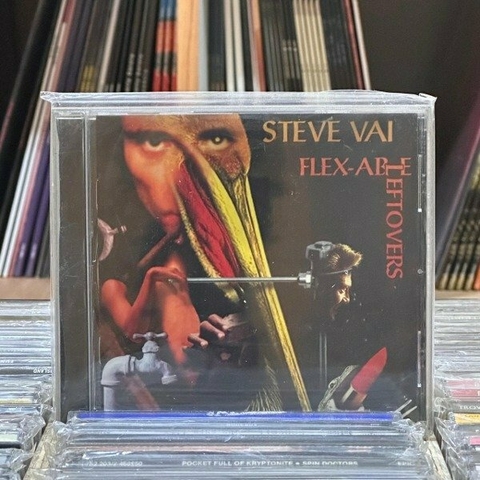 STEVE VAI
FLEX-ABLE
LEFTOVERS
POCKET FULL OF KRYPTONITE • SPIN DOCTORS